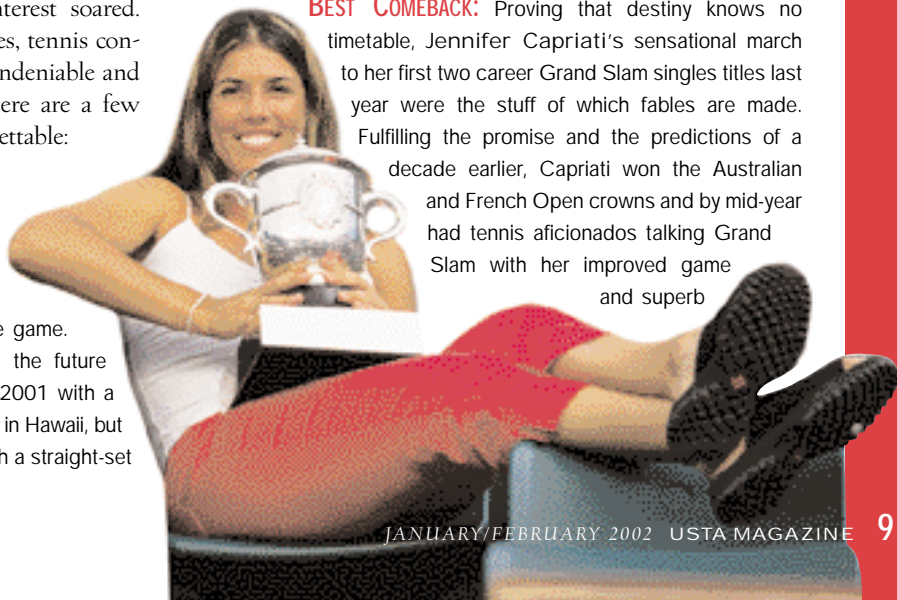 nterest soared.
es, tennis con-
ndeniable and
ere are a few
ettable:
e game.
the future
2001 with a
in Hawaii, but
h a straight-set
BEST COMEBACK: Proving that destiny knows no
timetable, Jennifer Capriati's sensational march
to her first two career Grand Slam singles titles last
year were the stuff of which fables are made.
Fulfilling the promise and the predictions of a
decade earlier, Capriati won the Australian
and French Open crowns and by mid-year
had tennis aficionados talking Grand
Slam with her improved game
and superb
JANUARY/FEBRUARY 2002 USTA MAGAZINE 9